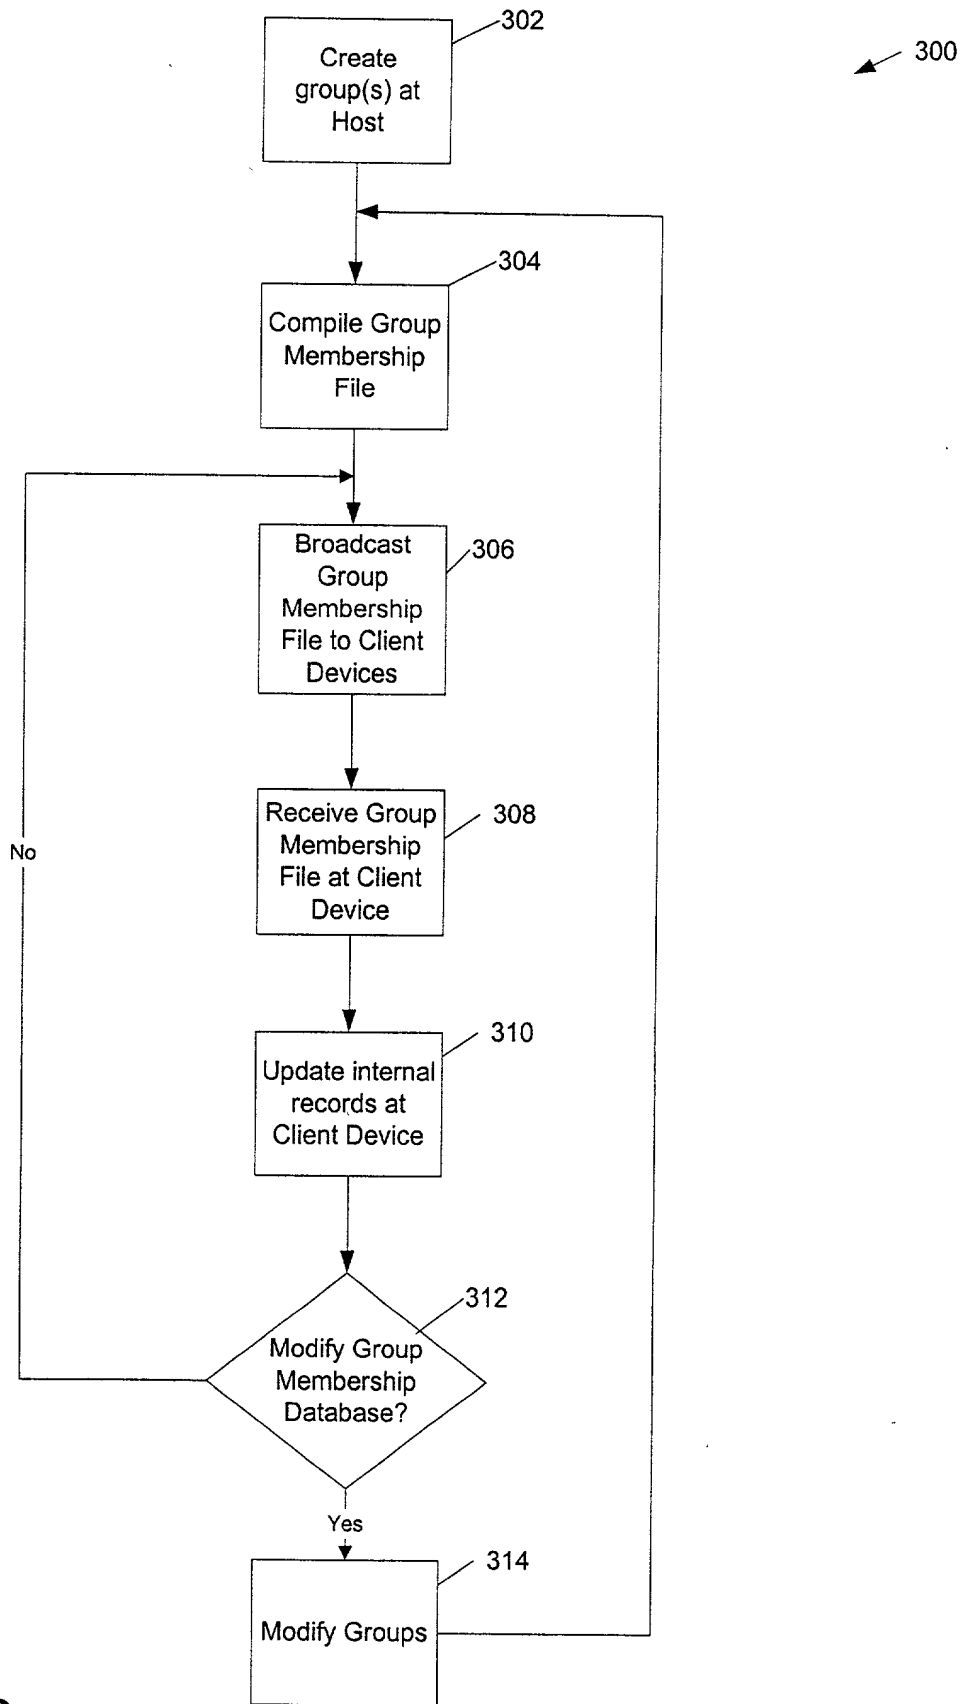 302
300
Create
group(s) at
Host
304
Compile Group
Membership
File
306
Broadcast
Group
Membership
File to Client
Devices
308
Receive Group
Membership
File at Client
Device
No
310
Update internal
records at
Client Device
312
Modify Group
Membership
Database?
Yes
314
Modify Groups